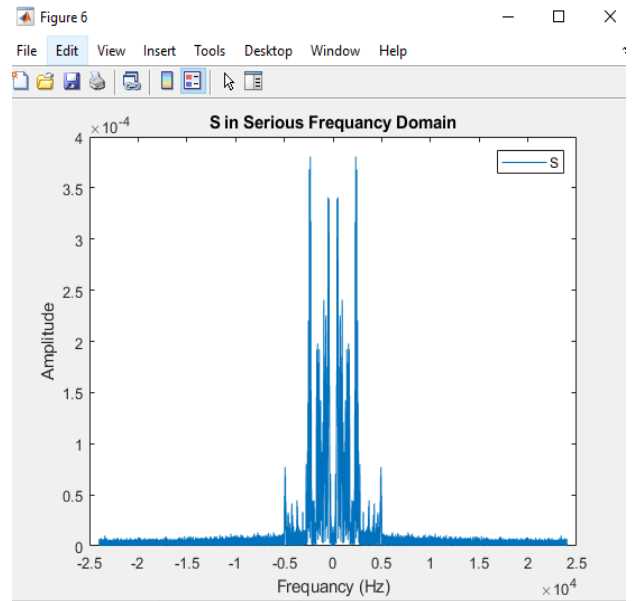 Figure 6
File Edit View Insert Tools Desktop Window Help
×10-4
S in Serious Frequancy Domain
4
S
3.5
3
2.5
2
1.5
1
0.5
0
Amplitude
-2.5 -2 -1.5 -1 -0.5 0 0.5 1 1.5 2 2.5
Frequancy (Hz)
×104